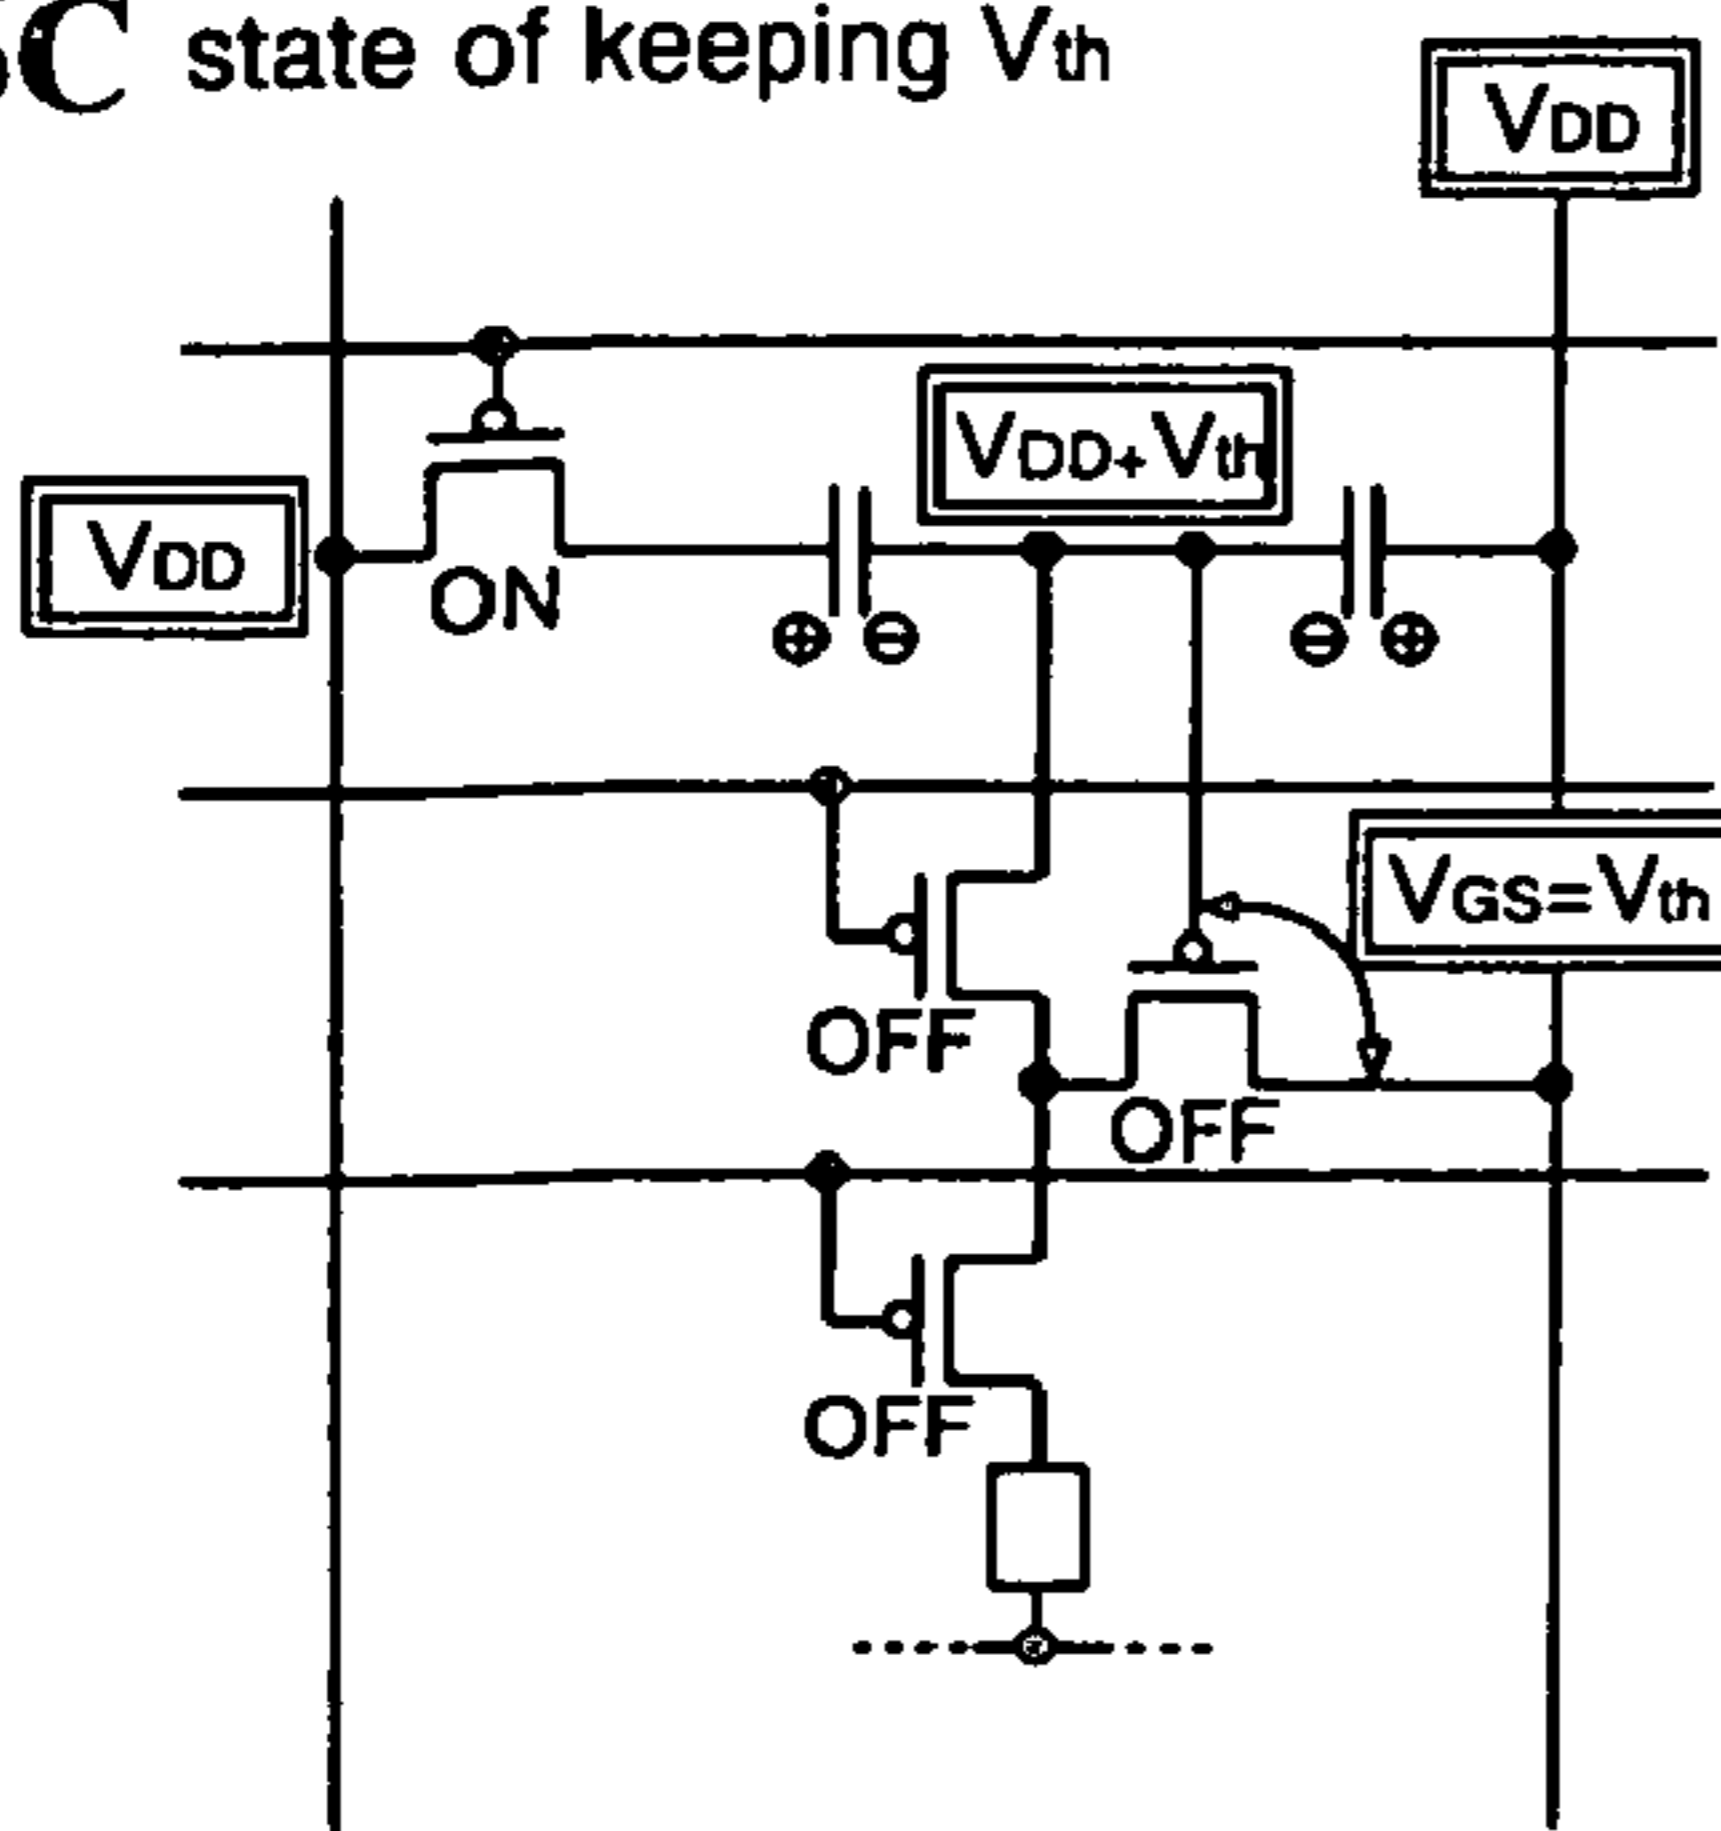 C state of keeping Vth
VDD
VDD+Vth
VDD
ON
⊕ ⊖
⊖ ⊕
VGS=Vth
OFF
OFF
OFF